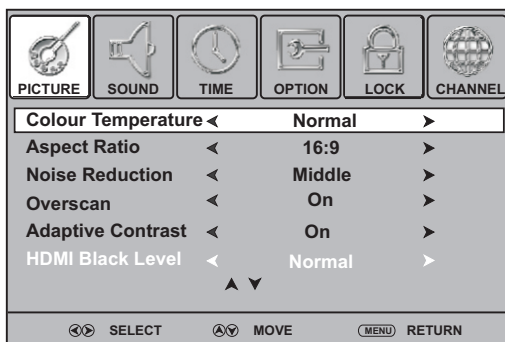 PICTURE SOUND TIME OPTION LOCK CHANNEL
Colour Temperature Normal
Aspect Ratio 16:9
Noise Reduction Middle
Overscan On
Adaptive Contrast On
HDMI Black Level Normal
SELECT MOVE MENU RETURN